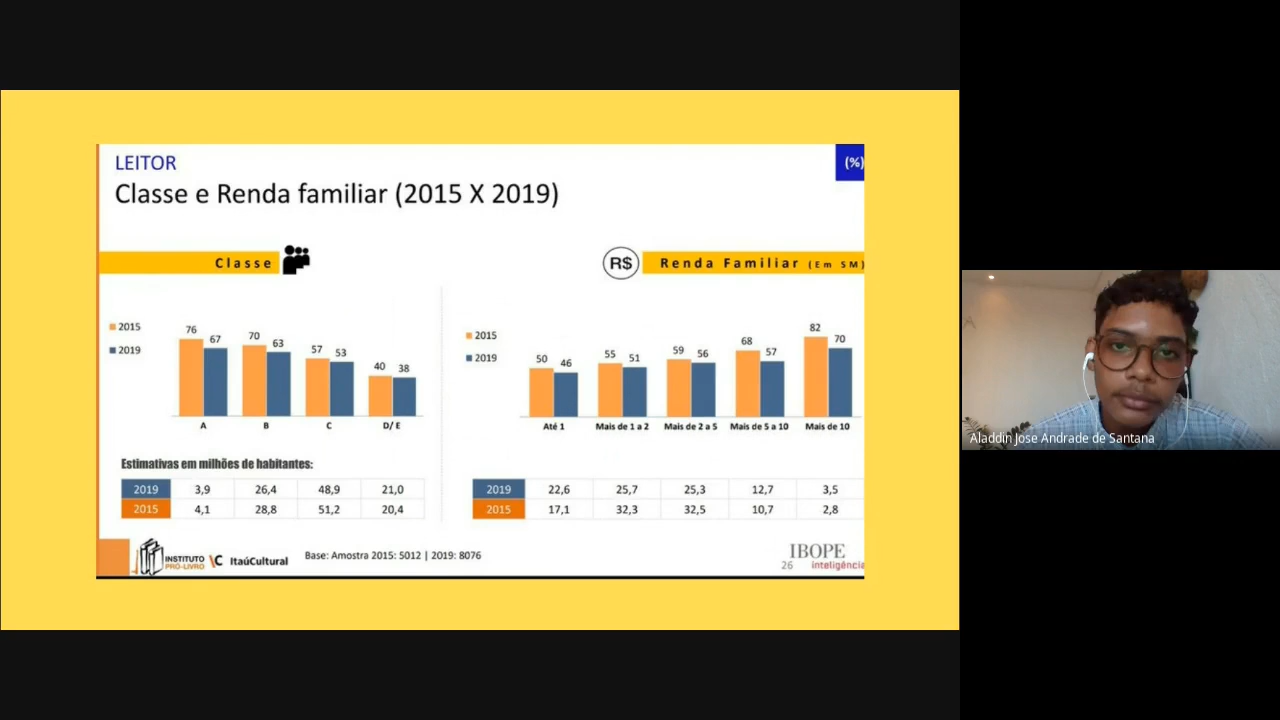 LEITOR
(%)
Classe e Renda familiar (2015 X 2019)
Classe
R$
Renda Familiar (Em SM)
2015
2019
76 67 70 63 57 53 40 38
A B C D/E
2015
2019
50 46 55 51 59 56 68 57 82 70
Até 1 Mais de 1 a 2 Mais de 2 a 5 Mais de 5 a 10 Mais de 10
Estimativas em milhões de habitantes:
2019 3,9 26,4 48,9 21,0
2015 4,1 28,8 51,2 20,4
2019 22,6 25,7 25,3 12,7 3,5
2015 17,1 32,3 32,5 10,7 2,8
INSTITUTO
PRÓ-LIVRO
ItaúCultural
Base: Amostra 2015: 5012 | 2019: 8076
IBOPE
inteligência
26
Aladdin Jose Andrade de Santana